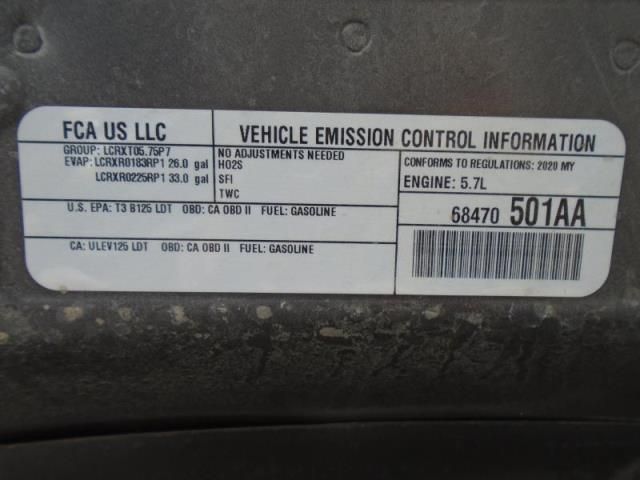 FCA US LLC
GROUP: LCRXT05.75P7
EVAP: LCRXR0183RP1 26.0 gal
LCRXR0225RP1 33.0 gal
VEHICLE EMISSION CONTROL INFORMATION
NO ADJUSTMENTS NEEDED
HO2S
SFI
TWC
CONFORMS TO REGULATIONS: 2020 MY
ENGINE: 5.7L
U.S. EPA: T3 B125 LDT OBD: CA OBD II FUEL: GASOLINE
CA: ULEV125 LDT OBD: CA OBD II FUEL: GASOLINE
68470 501AA